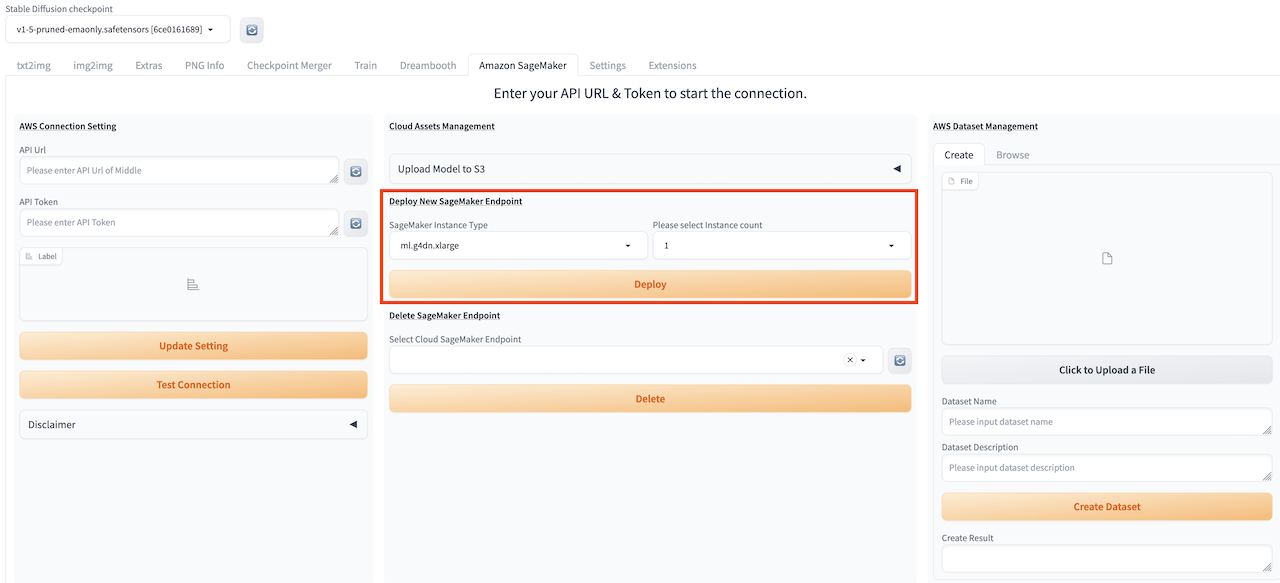 Stable Diffusion checkpoint
v1-5-pruned-emaonly.safetensors [6ce0161689]
txt2img img2img Extras PNG Info Checkpoint Merger Train Dreambooth Amazon SageMaker Settings Extensions
Enter your API URL & Token to start the connection.
AWS Connection Setting
API Url
Please enter API Url of Middle
API Token
Please enter API Token
Label
Update Setting
Test Connection
Disclaimer
Cloud Assets Management
Upload Model to S3
Deploy New SageMaker Endpoint
SageMaker Instance Type Please select Instance count
ml.g4dn.xlarge 1
Deploy
Delete SageMaker Endpoint
Select Cloud SageMaker Endpoint
Delete
AWS Dataset Management
Create Browse
File
Click to Upload a File
Dataset Name
Please input dataset name
Dataset Description
Please input dataset description
Create Dataset
Create Result